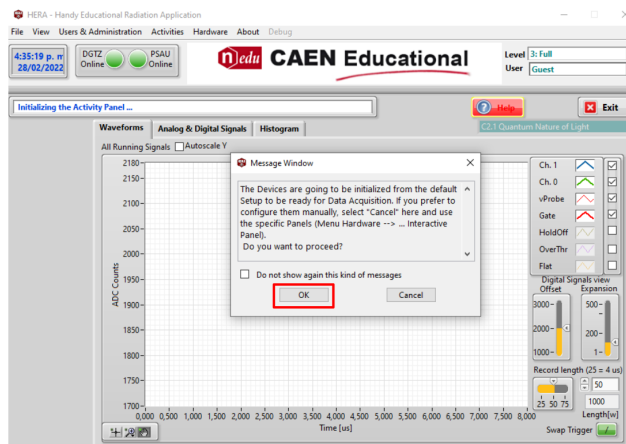 HERA - Handy Educational Radiation Application
File View Users & Administration Activities Hardware About Debug
4:35:19 p. m
28/02/2022
DGTZ
Online
PSAU
Online
nedu CAEN Educational
Level 3: Full
User Guest
Initializing the Activity Panel ...
Help
Exit
Waveforms Analog & Digital Signals Histogram
C2.1 Quantum Nature of Light
All Running Signals Autoscale Y
Message Window
The Devices are going to be initialized from the default
Setup to be ready for Data Acquisition. If you prefer to
configure them manually, select "Cancel" here and use
the specific Panels (Menu Hardware --> ... Interactive
Panel).
Do you want to proceed?
Do not show again this kind of messages
OK Cancel
ADC Counts
2180
2150
2100
2050
2000
1950
1900
1850
1800
1750
1700
0,000 0,500 1,000 1,500 2,000 2,500 3,000 3,500 4,000 4,500 5,000 5,500 6,000 6,500 7,000 7,500 8,000
Time [us]
Ch. 1
Ch. 0
vProbe
Gate
HoldOff
OverThr
Flat
Digital Signals view
Offset Expansion
3000 500
2000 200
1000 1
Record length (25 = 4 us)
50
25 50 75 1000
Length[w]
Swap Trigger